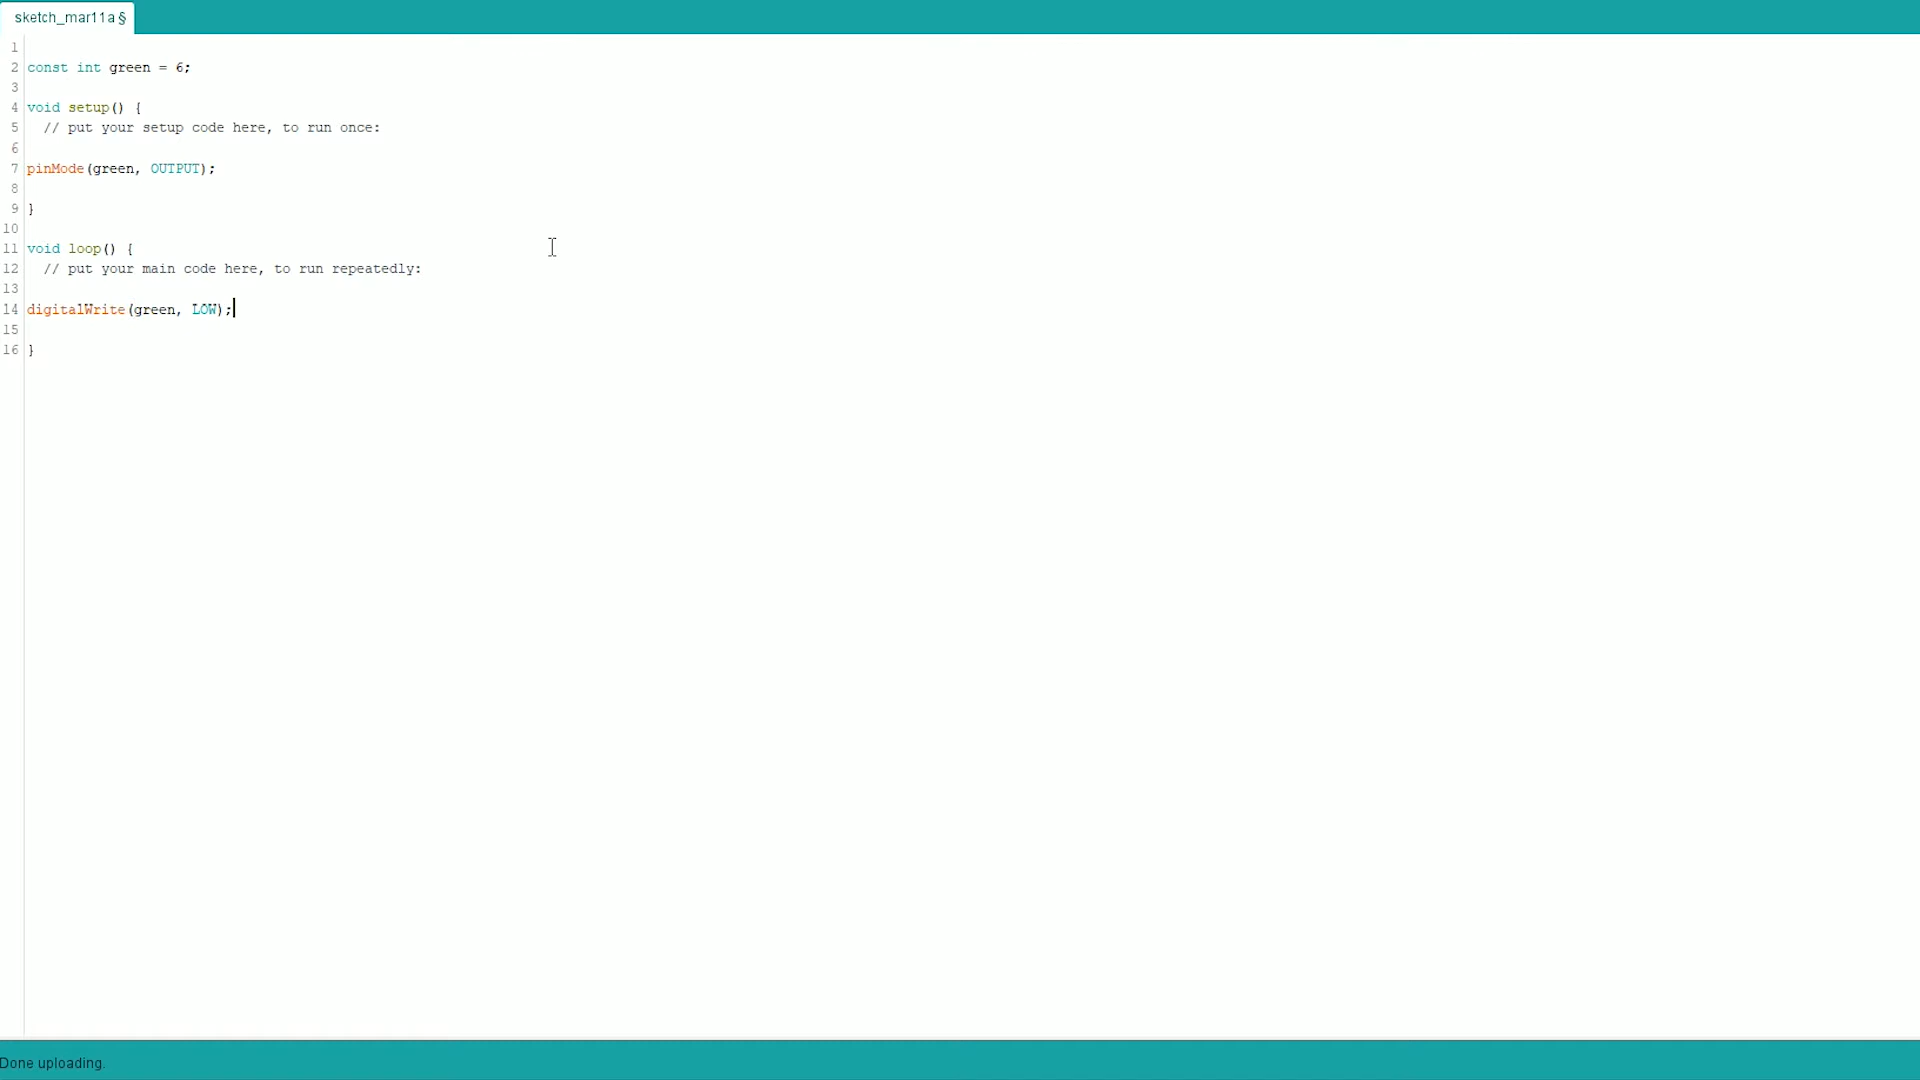 sketch_mar11a §
1
2 const int green = 6;
3
4 void setup() {
5   // put your setup code here, to run once:
6
7 pinMode(green, OUTPUT);
8
9 }
10
11 void loop() {
12   // put your main code here, to run repeatedly:
13
14 digitalWrite(green, LOW);
15
16 }
Done uploading.